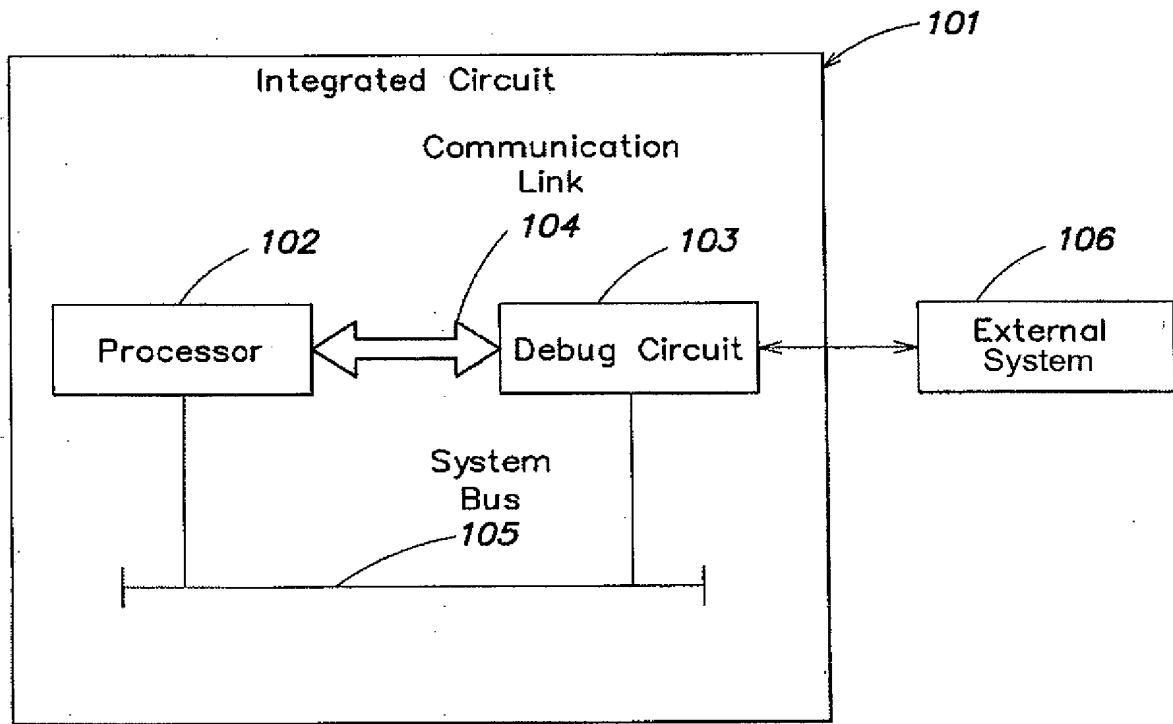 101
Integrated Circuit
Communication
Link
104
102
103
106
Processor
Debug Circuit
External
System
System
Bus
105